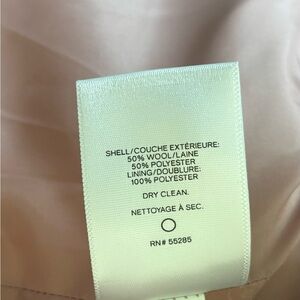 SHELL/COUCHE EXTÉRIEURE:
50% WOOL/LAINE
50% POLYESTER
LINING/DOUBLURE:
100% POLYESTER
DRY CLEAN.
NETTOYAGE À SEC.
RN# 55285